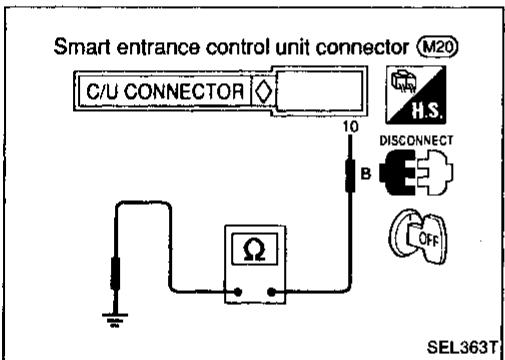 Smart entrance control unit connector (M20)
C/U CONNECTOR
H.S.
10
DISCONNECT
B
OFF
Ω
SEL363T